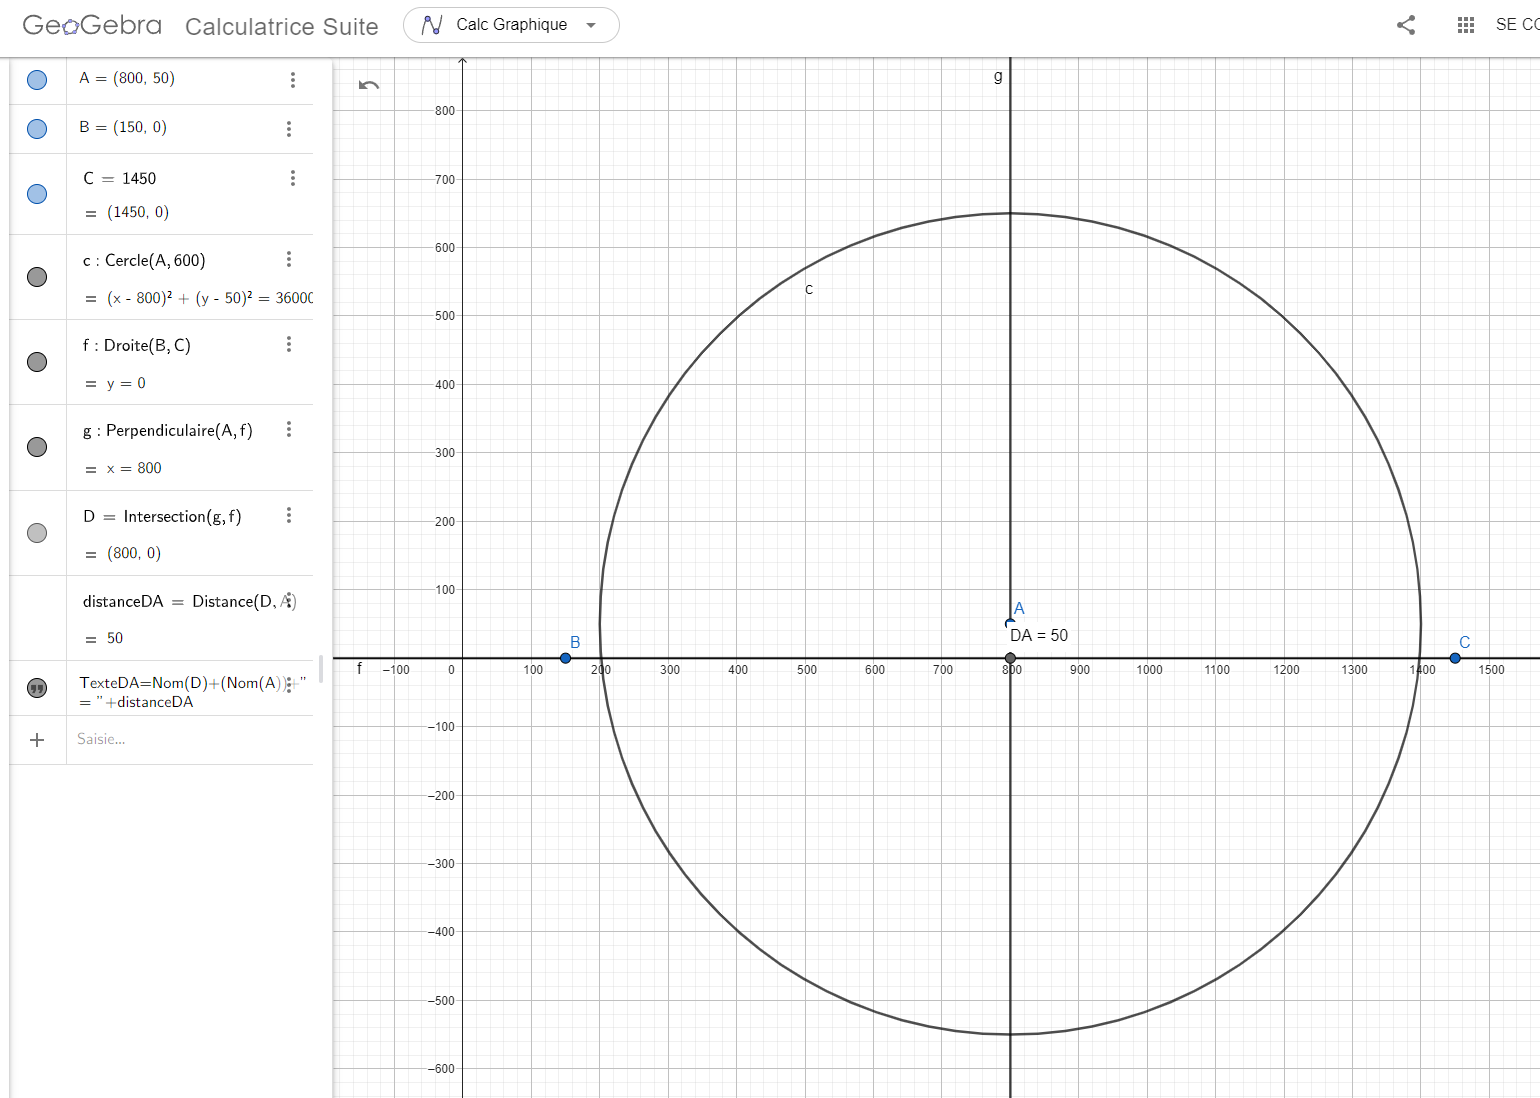 GeoGebra Calculatrice Suite Calc Graphique SE CO
A = (800, 50)
B = (150, 0)
C = 1450
= (1450, 0)
c : Cercle(A, 600)
= (x - 800)² + (y - 50)² = 36000
f : Droite(B, C)
= y = 0
g : Perpendiculaire(A, f)
= x = 800
D = Intersection(g, f)
= (800, 0)
distanceDA = Distance(D, A)
= 50
TexteDA=Nom(D)+(Nom(A))+"
= "+distanceDA
Saisie...
g
800
700
600
c
500
400
300
200
100
A
DA = 50
B
C
f −100 0 100 200 300 400 500 600 700 800 900 1000 1100 1200 1300 1400 1500
−100
−200
−300
−400
−500
−600